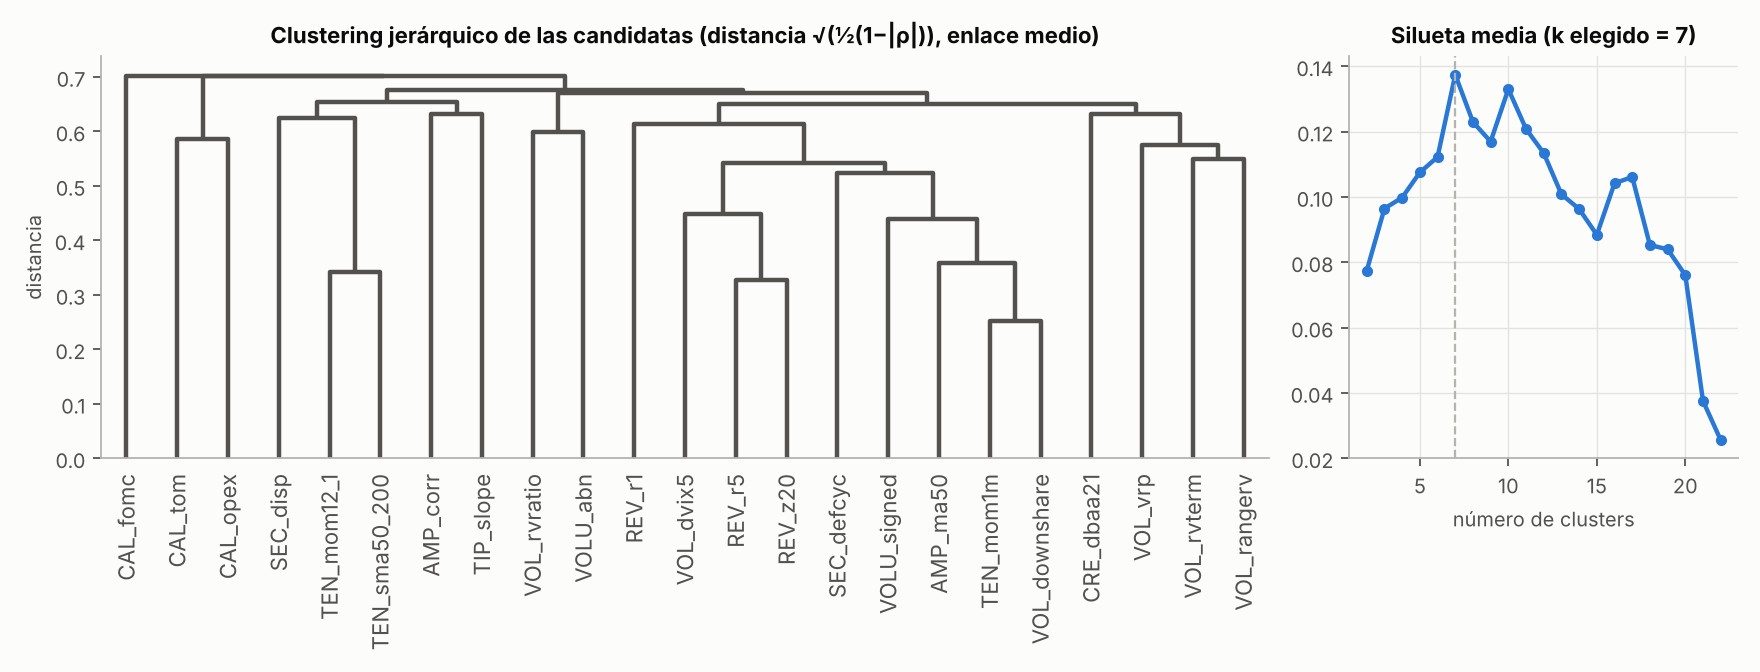 Clustering jerárquico de las candidatas (distancia √(½(1−|ρ|)), enlace medio)
distancia
0.7
0.6
0.5
0.4
0.3
0.2
0.1
0.0
CAL_fomc
CAL_tom
CAL_opex
SEC_disp
TEN_mom12_1
TEN_sma50_200
AMP_corr
TIP_slope
VOL_rvratio
VOLU_abn
REV_r1
VOL_dvix5
REV_r5
REV_z20
SEC_defcyc
VOLU_signed
AMP_ma50
TEN_mom1m
VOL_downshare
CRE_dbaa21
VOL_vrp
VOL_rvterm
VOL_rangerv
Silueta media (k elegido = 7)
0.14
0.12
0.10
0.08
0.06
0.04
0.02
5 10 15 20
número de clusters